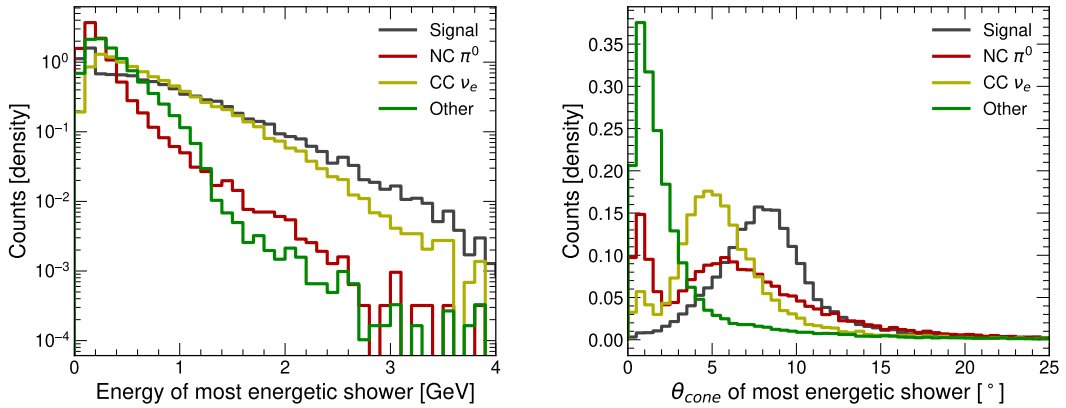 Counts [density]
10⁰
10⁻¹
10⁻²
10⁻³
10⁻⁴
Signal
NC π⁰
CC νₑ
Other
0 1 2 3 4
Energy of most energetic shower [GeV]
Counts [density]
0.35
0.30
0.25
0.20
0.15
0.10
0.05
0.00
Signal
NC π⁰
CC νₑ
Other
0 5 10 15 20 25
θcone of most energetic shower [°]